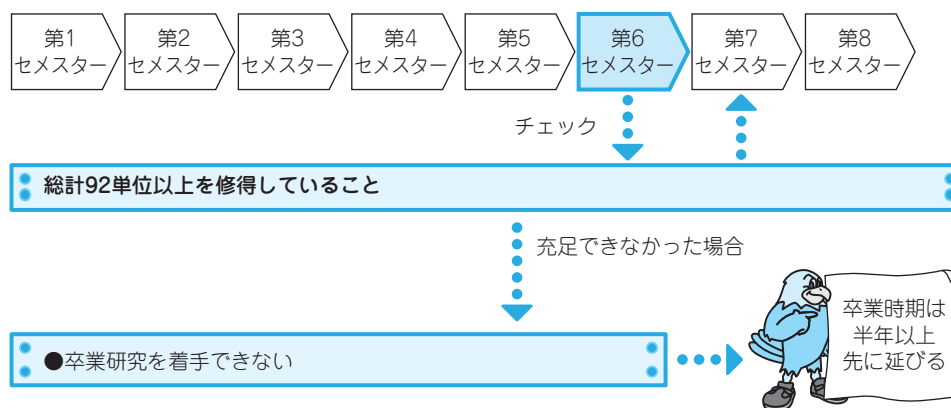 第1
セメスター
第2
セメスター
第3
セメスター
第4
セメスター
第5
セメスター
第6
セメスター
第7
セメスター
第8
セメスター
チェック
総計92単位以上を修得していること
充足できなかった場合
●卒業研究を着手できない
卒業時期は
半年以上
先に延びる